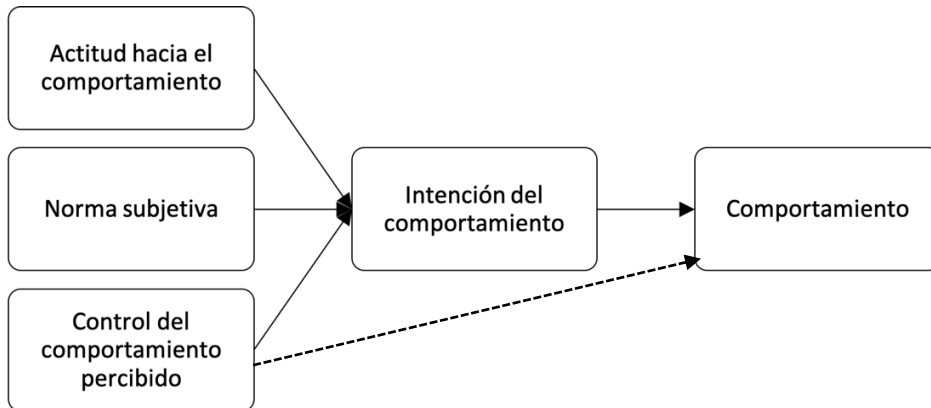 Actitud hacia el
comportamiento
Norma subjetiva
Control del
comportamiento
percibido
Intención del
comportamiento
Comportamiento